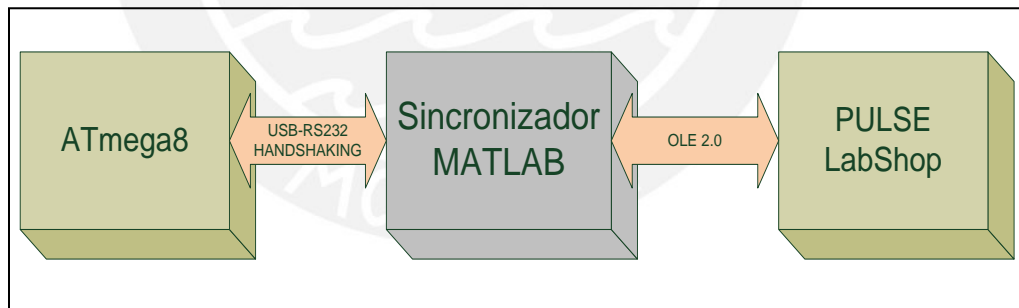 ATmega8
USB-RS232
HANDSHAKING
Sincronizador
MATLAB
OLE 2.0
PULSE
LabShop